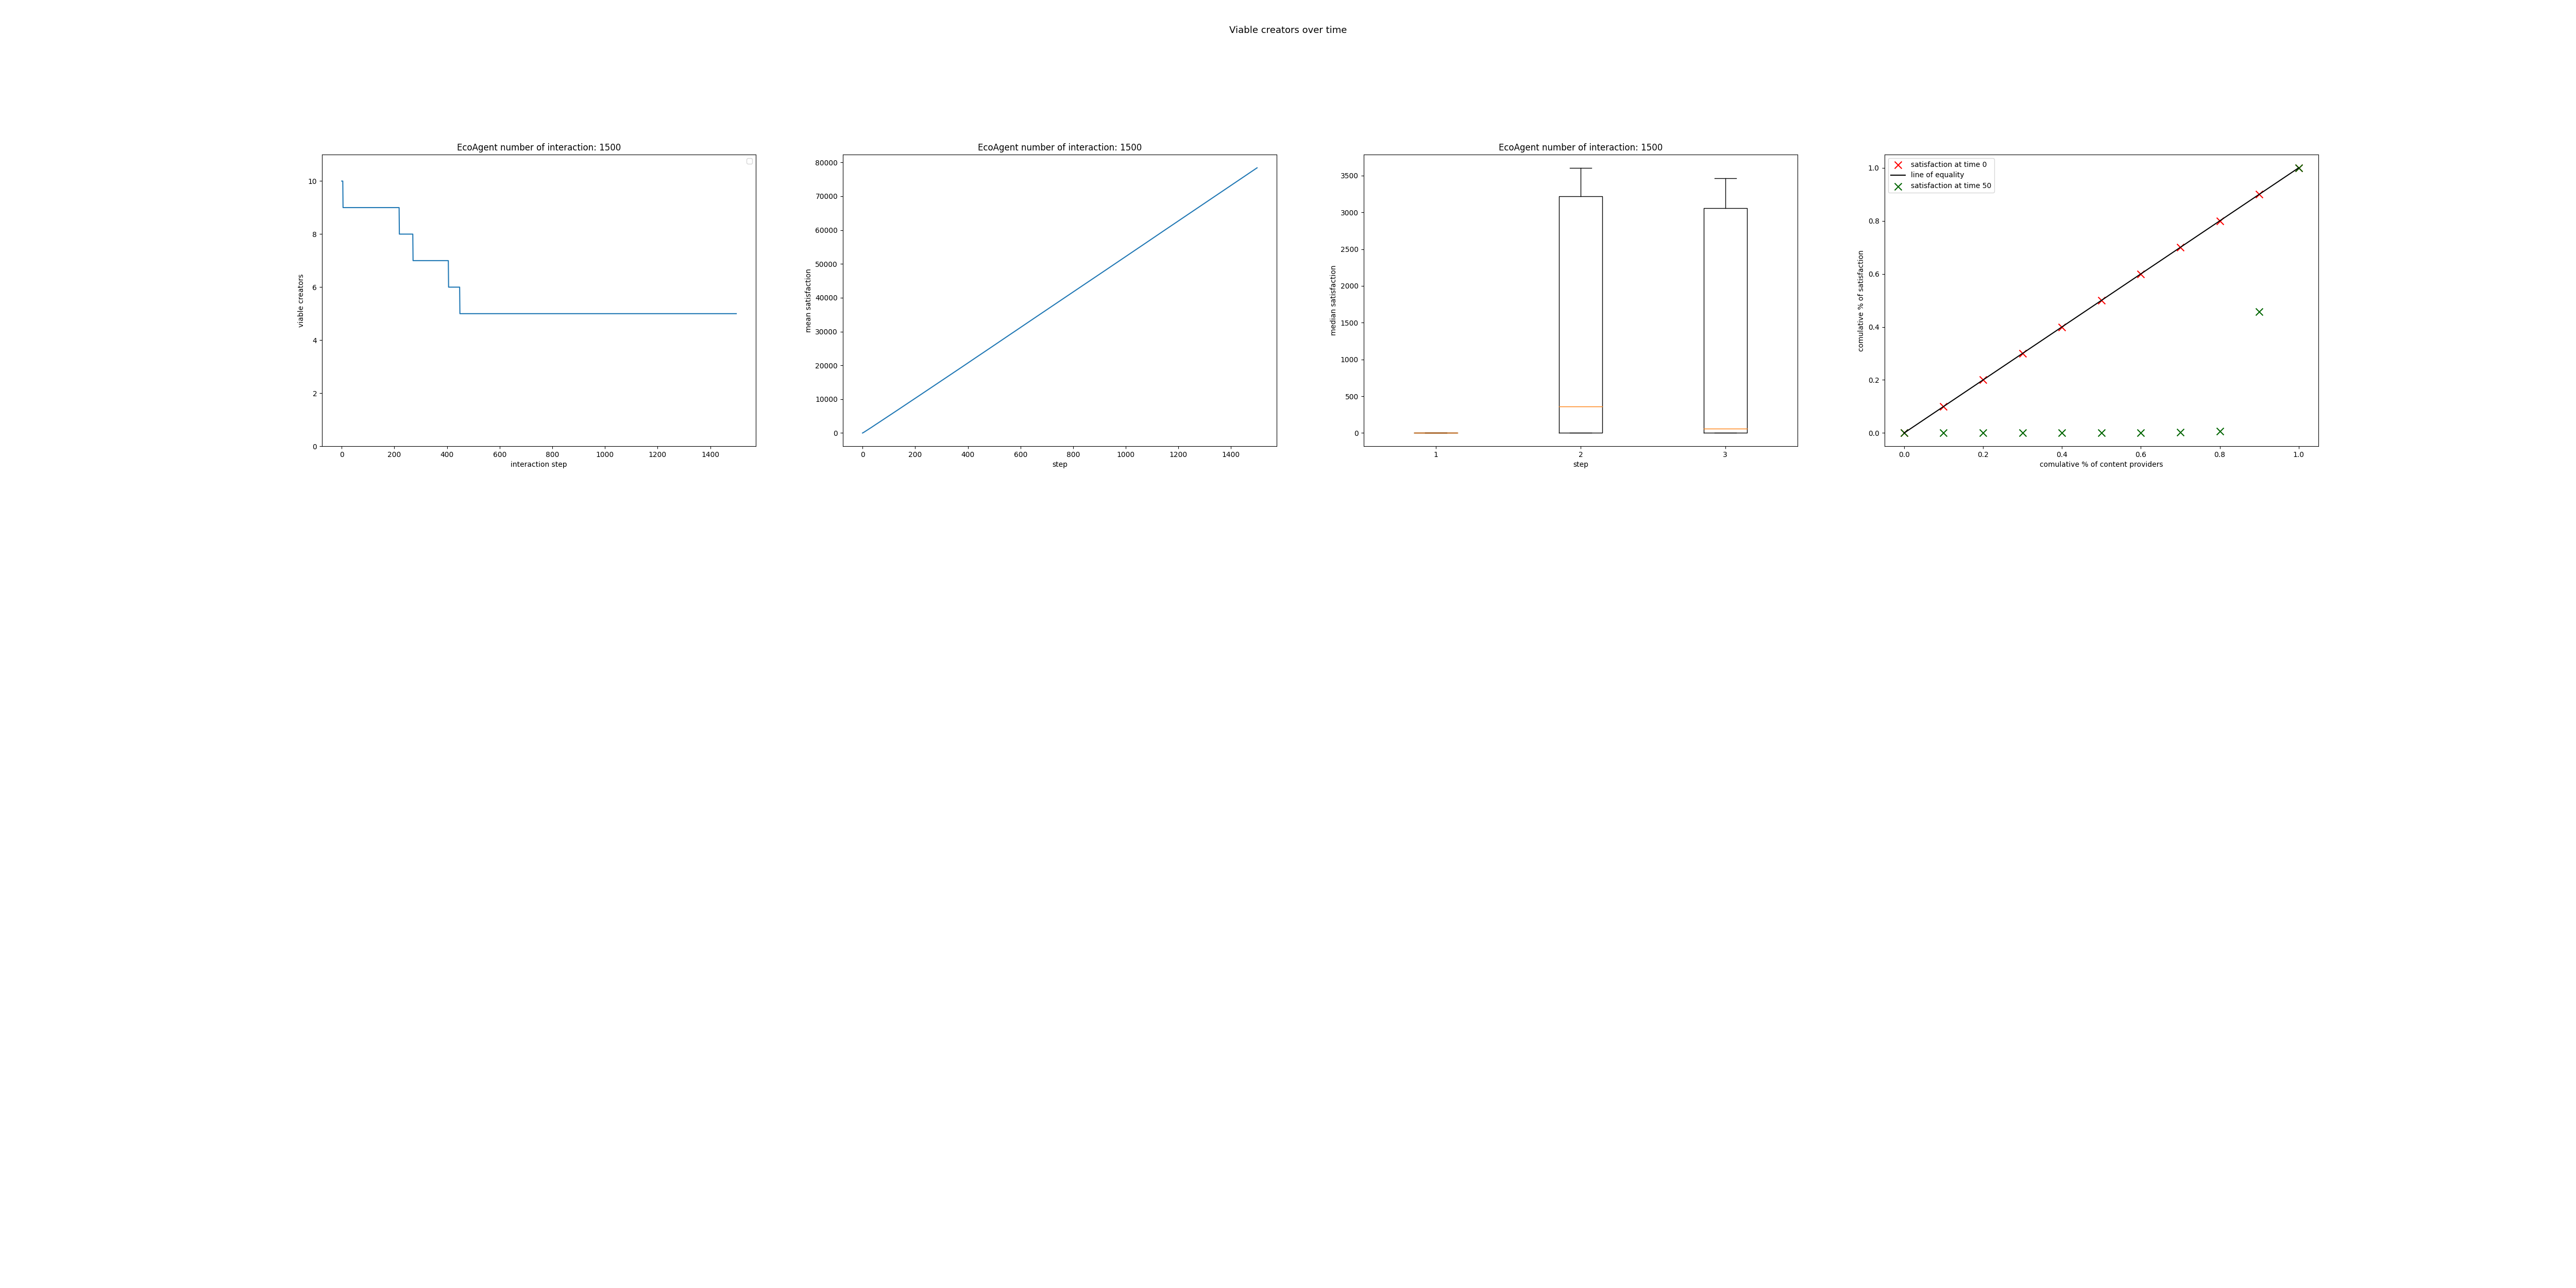 Viable creators over time
EcoAgent number of interaction: 1500
viable creators
10
8
6
4
2
0
0 200 400 600 800 1000 1200 1400
interaction step
EcoAgent number of interaction: 1500
mean satisfaction
80000
70000
60000
50000
40000
30000
20000
10000
0
0 200 400 600 800 1000 1200 1400
step
EcoAgent number of interaction: 1500
median satisfaction
3500
3000
2500
2000
1500
1000
500
0
1 2 3
step
satisfaction at time 0
line of equality
satisfaction at time 50
comulative % of satisfaction
1.0
0.8
0.6
0.4
0.2
0.0
0.0 0.2 0.4 0.6 0.8 1.0
comulative % of content providers